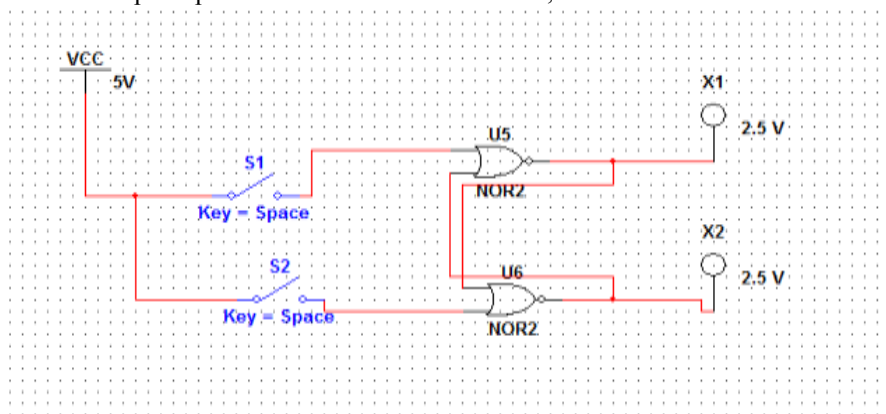 VCC
5V
X1
2.5 V
U5
S1
NOR2
Key = Space
X2
S2
U6
2.5 V
Key = Space
NOR2